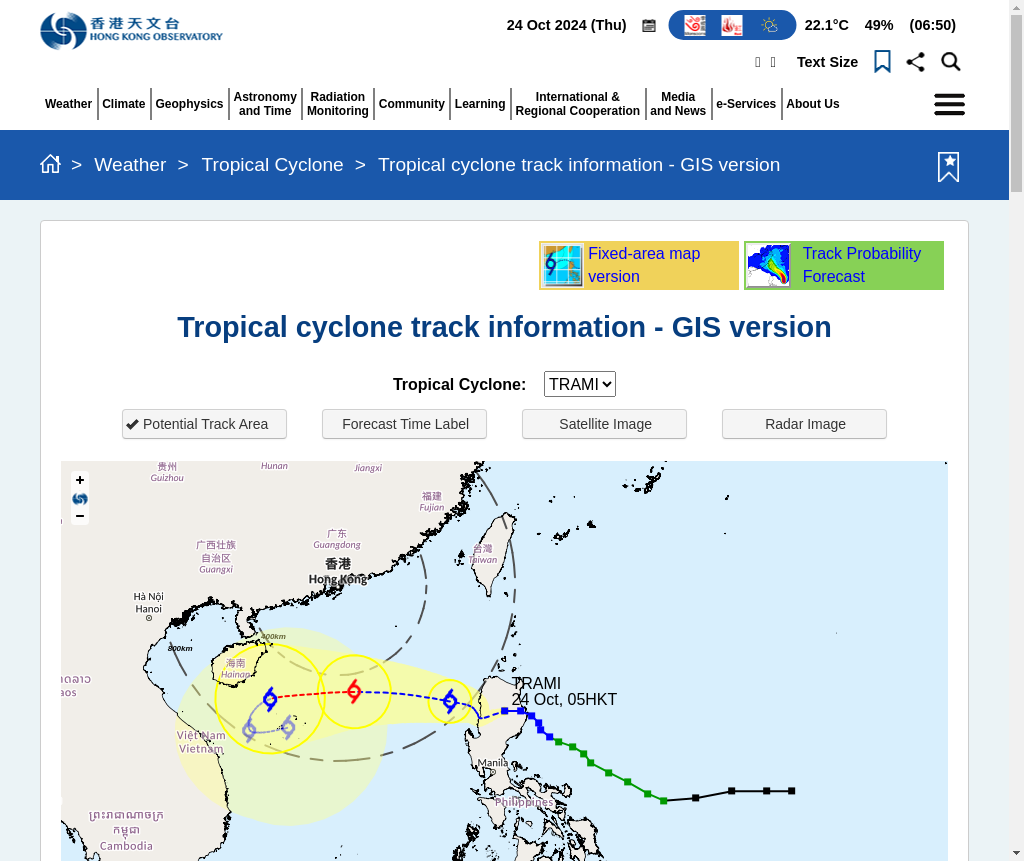 香港天文台
HONG KONG OBSERVATORY
24 Oct 2024 (Thu)
22.1°C 49% (06:50)
Text Size
Weather
Climate
Geophysics
Astronomy
and Time
Radiation
Monitoring
Community
Learning
International &
Regional Cooperation
Media
and News
e-Services
About Us
> Weather > Tropical Cyclone > Tropical cyclone track information - GIS version
Fixed-area map
version
Track Probability
Forecast
Tropical cyclone track information - GIS version
Tropical Cyclone: TRAMI
Potential Track Area
Forecast Time Label
Satellite Image
Radar Image
+
−
贵州
Guizhou
Hunan
Jiangxi
福建
Fujian
广东
Guangdong
广西壮族
自治区
Guangxi
香港
Hong Kong
台灣
Taiwan
Hà Nội
Hanoi
400km
800km
海南
Hainan
TRAMI
24 Oct, 05HKT
Việt Nam
Vietnam
Manila
Philippines
ព្រះរាជាណាចក្រ
កម្ពុជា
Cambodia